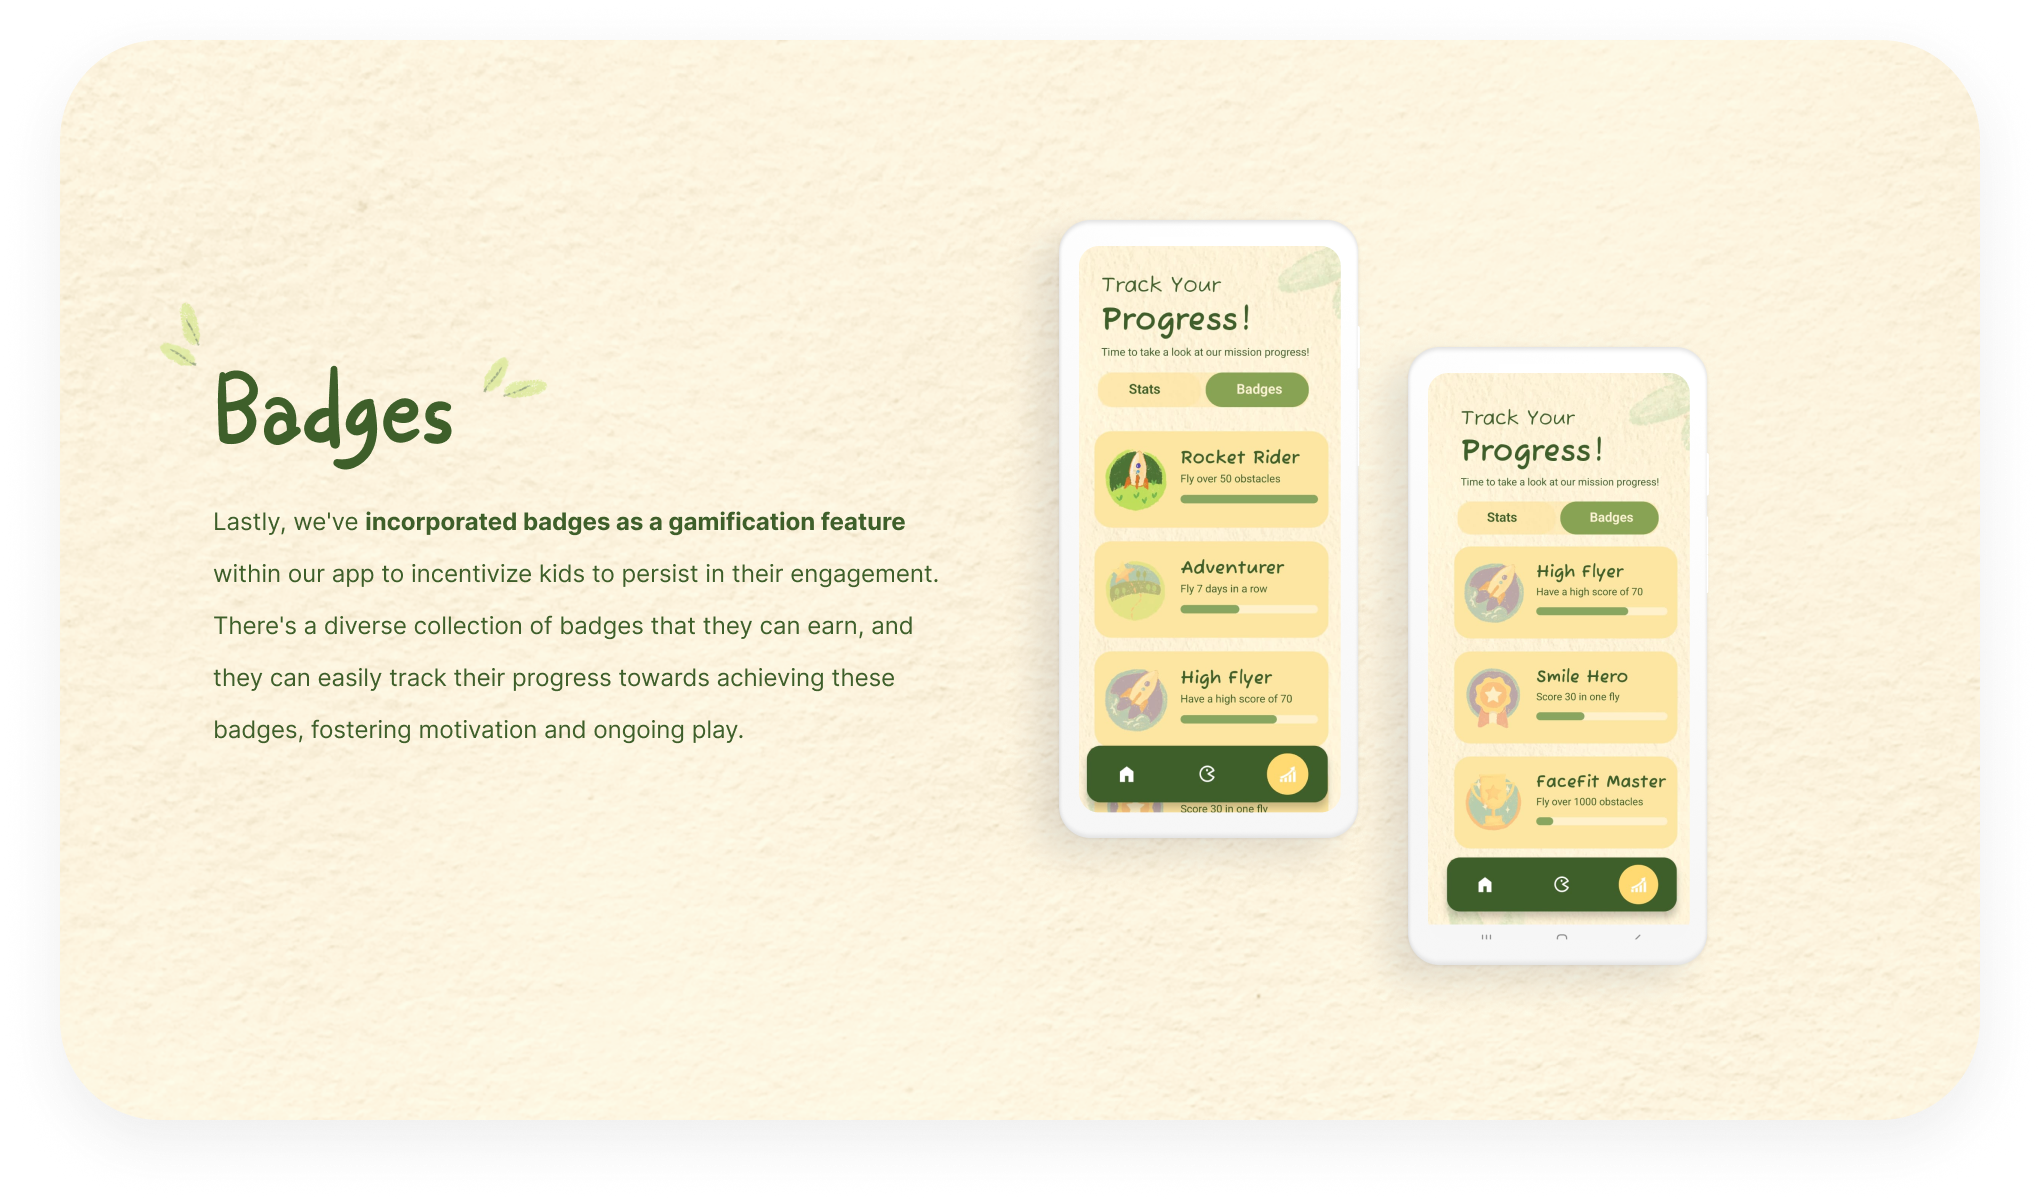 Badges
Lastly, we've incorporated badges as a gamification feature
within our app to incentivize kids to persist in their engagement.
There's a diverse collection of badges that they can earn, and
they can easily track their progress towards achieving these
badges, fostering motivation and ongoing play.
Track Your
Progress!
Time to take a look at our mission progress!
Stats
Badges
Rocket Rider
Fly over 50 obstacles
Adventurer
Fly 7 days in a row
High Flyer
Have a high score of 70
Score 30 in one fly
Track Your
Progress!
Time to take a look at our mission progress!
Stats
Badges
High Flyer
Have a high score of 70
Smile Hero
Score 30 in one fly
FaceFit Master
Fly over 1000 obstacles